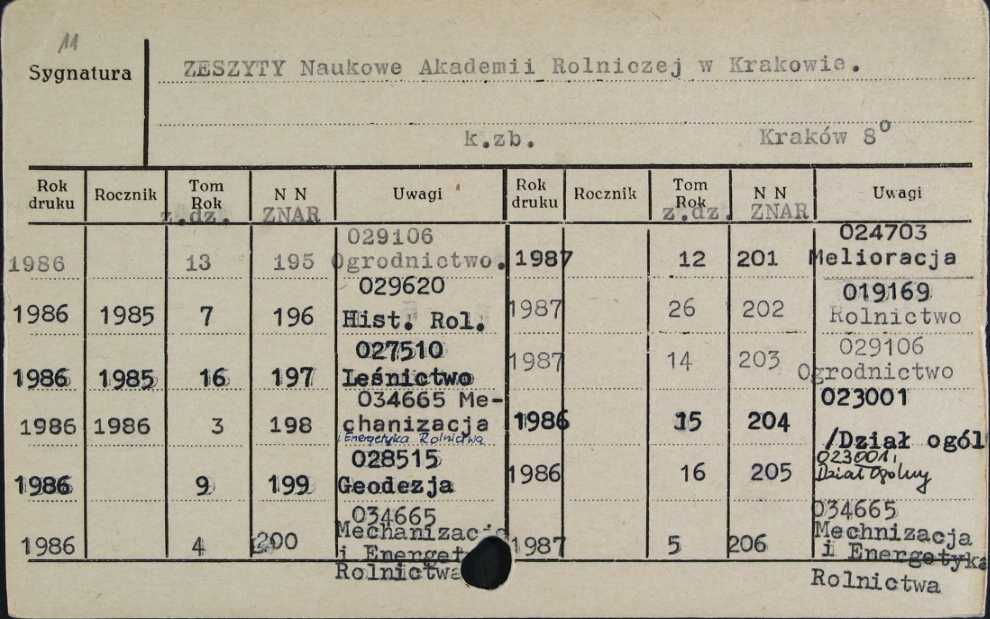 11
Sygnatura
ZESZYTY Naukowe Akademii Rolniczej w Krakowie.
k.zb. Kraków 8o
Rok druku Rocznik Tom Rok N N Uwagi Rok druku Rocznik Tom Rok N N Uwagi
z.dz. ZNAR z.dz. ZNAR
1986 13 195 029106 Ogrodnictwo. 1987 12 201 024703 Melioracja
1986 1985 7 196 029620 Hist. Rol. 1987 26 202 019169 Rolnictwo
1986 1985 16 197 027510 Leśnictwo 1987 14 203 029106 Ogrodnictwo
1986 1986 3 198 034665 Me-chanizacja i Energetyka Rolnictwa 1986 15 204 023001 /Dział ogól
1986 9 199 028515 Geodezja 1986 16 205 023001, Dział Ogólny
1986 4 200 034665 Mechanizacja i Energet Rolnictwa 1987 5 206 034665 Mechnizacja i Energetyka Rolnictwa